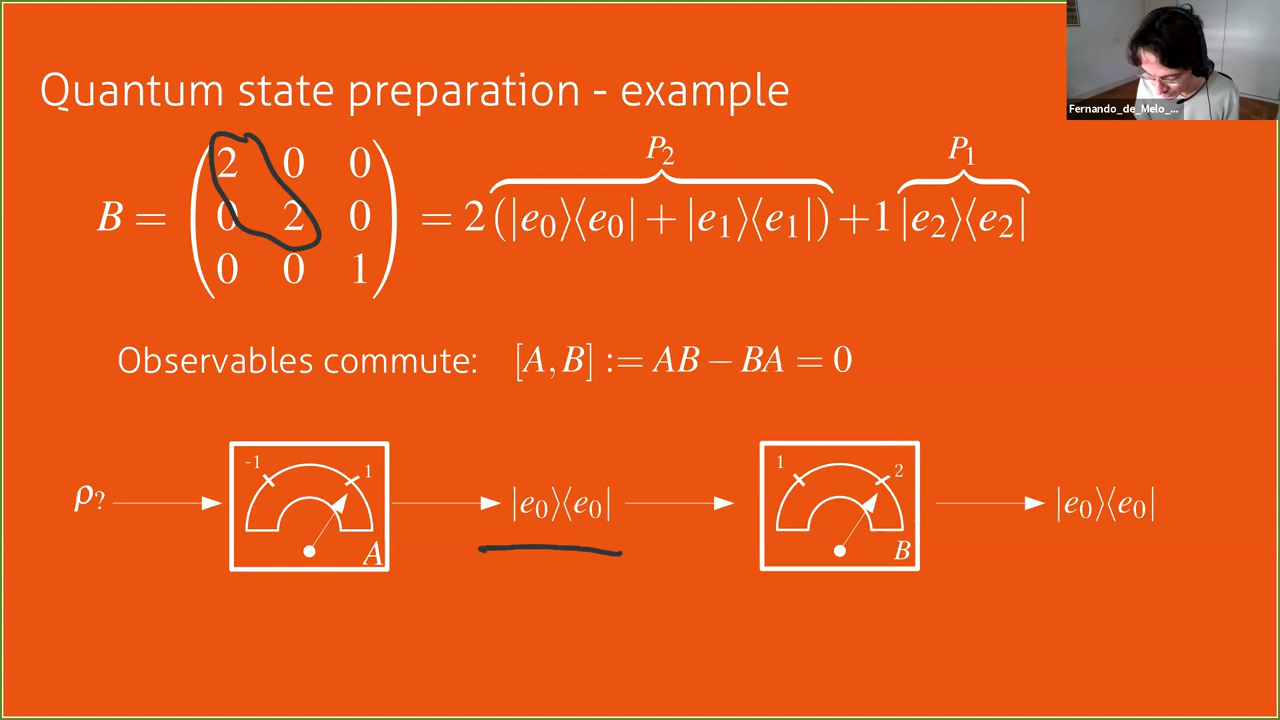 Quantum state preparation - example
Fernando_de_Melo_...
P₂ P₁
B = (2 0 0
0 2 0
0 0 1) = 2 (|e₀⟩⟨e₀| + |e₁⟩⟨e₁|) + 1 |e₂⟩⟨e₂|
Observables commute: [A, B] := AB − BA = 0
-1 1 1 2
ρ? |e₀⟩⟨e₀| |e₀⟩⟨e₀|
A B